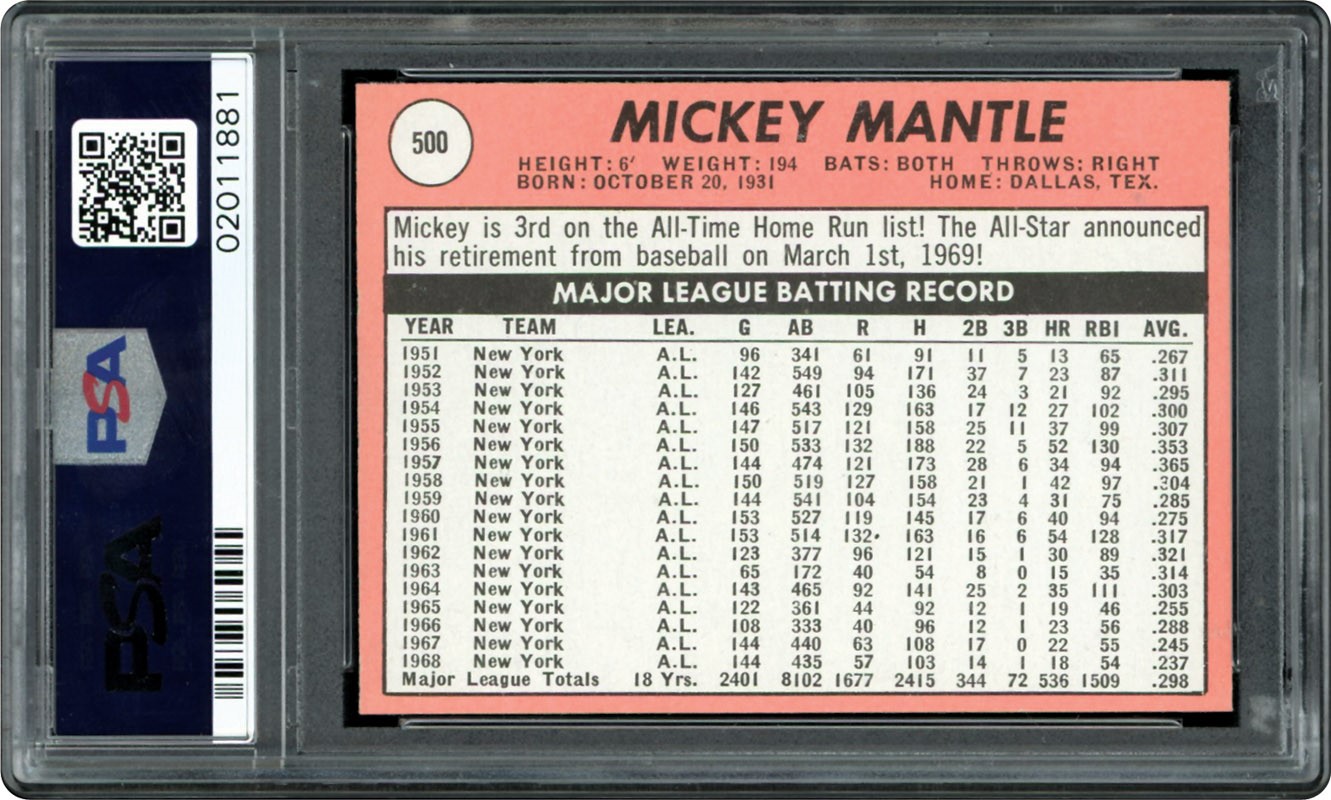 02011881
PSA
PSA
500
MICKEY MANTLE
HEIGHT: 6' WEIGHT: 194 BATS: BOTH THROWS: RIGHT
BORN: OCTOBER 20, 1931 HOME: DALLAS, TEX.
Mickey is 3rd on the All-Time Home Run list! The All-Star announced
his retirement from baseball on March 1st, 1969!
MAJOR LEAGUE BATTING RECORD
YEAR TEAM LEA. G AB R H 2B 3B HR RBI AVG.
1951 New York A.L. 96 341 61 91 11 5 13 65 .267
1952 New York A.L. 142 549 94 171 37 7 23 87 .311
1953 New York A.L. 127 461 105 136 24 3 21 92 .295
1954 New York A.L. 146 543 129 163 17 12 27 102 .300
1955 New York A.L. 147 517 121 158 25 11 37 99 .307
1956 New York A.L. 150 533 132 188 22 5 52 130 .353
1957 New York A.L. 144 474 121 173 28 6 34 94 .365
1958 New York A.L. 150 519 127 158 21 1 42 97 .304
1959 New York A.L. 144 541 104 154 23 4 31 75 .285
1960 New York A.L. 153 527 119 145 17 6 40 94 .275
1961 New York A.L. 153 514 132 163 16 6 54 128 .317
1962 New York A.L. 123 377 96 121 15 1 30 89 .321
1963 New York A.L. 65 172 40 54 8 0 15 35 .314
1964 New York A.L. 143 465 92 141 25 2 35 111 .303
1965 New York A.L. 122 361 44 92 12 1 19 46 .255
1966 New York A.L. 108 333 40 96 12 1 23 56 .288
1967 New York A.L. 144 440 63 108 17 0 22 55 .245
1968 New York A.L. 144 435 57 103 14 1 18 54 .237
Major League Totals 18 Yrs. 2401 8102 1677 2415 344 72 536 1509 .298